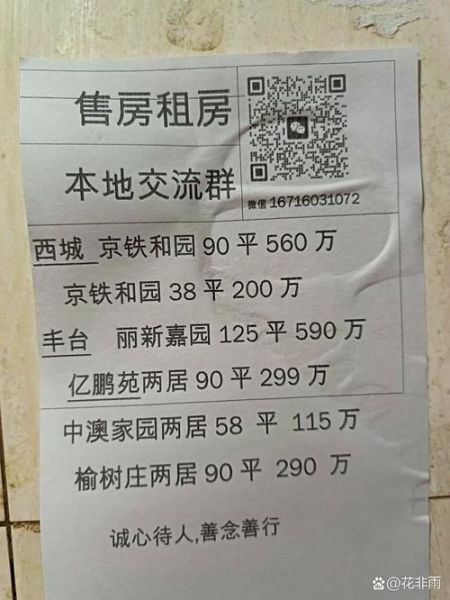 售房租房
本地交流群
微信 16716031072
西城 京铁和园 90 平 560 万
京铁和园 38 平 200 万
丰台 丽新嘉园 125 平 590 万
亿鹏苑两居 90 平 299 万
中澳家园两居 58 平 115 万
榆树庄两居 90 平 290 万
诚心待人,善念善行
@花非雨